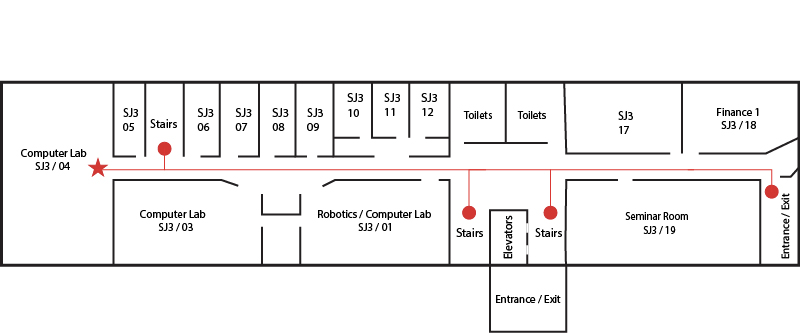 SJ3
05
Stairs
SJ3
06
SJ3
07
SJ3
08
SJ3
09
SJ3
10
SJ3
11
SJ3
12
Toilets
Toilets
SJ3
17
Finance 1
SJ3 / 18
Computer Lab
SJ3 / 04
Computer Lab
SJ3 / 03
Robotics / Computer Lab
SJ3 / 01
Stairs
Elevators
Stairs
Seminar Room
SJ3 / 19
Entrance / Exit
Entrance / Exit